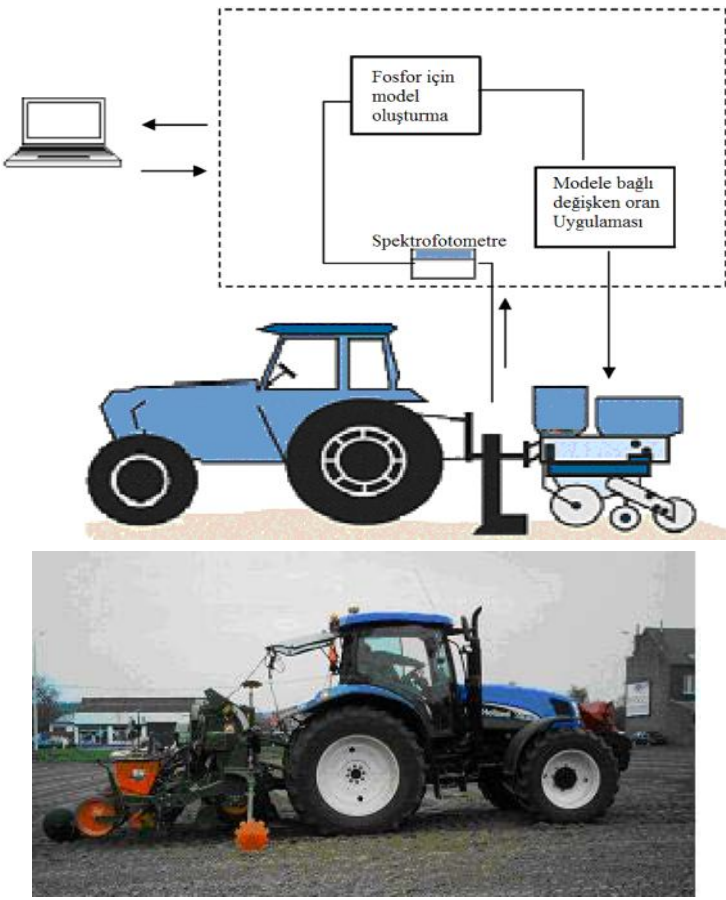 Fosfor için
model
oluşturma
Modele bağlı
değişken oran
Uygulaması
Spektrofotometre